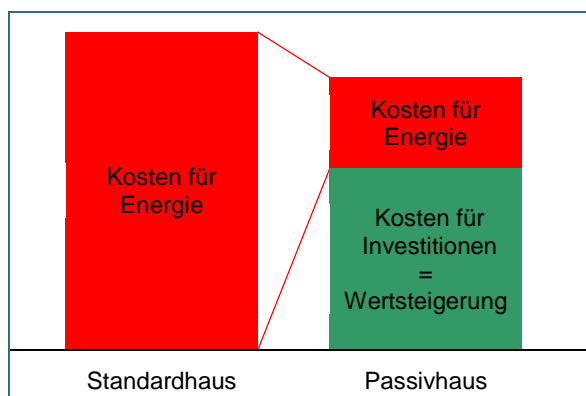 Kosten für
Energie
Kosten für
Energie
Kosten für
Investitionen
=
Wertsteigerung
Standardhaus
Passivhaus